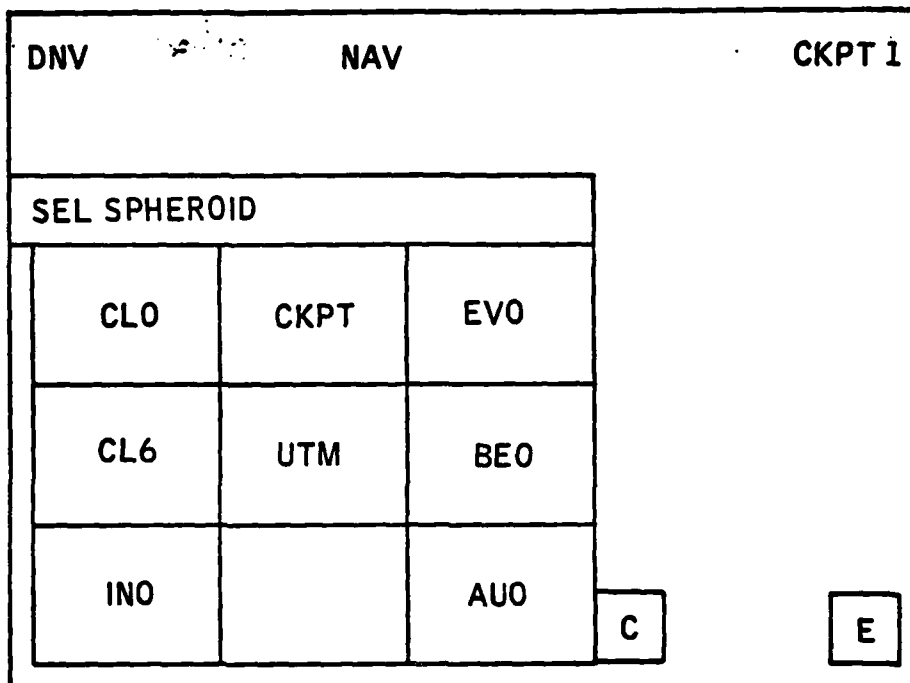 DNV NAV CKPT 1
SEL SPHEROID
CL0 CKPT EV0
CL6 UTM BE0
IN0 AU0
C E